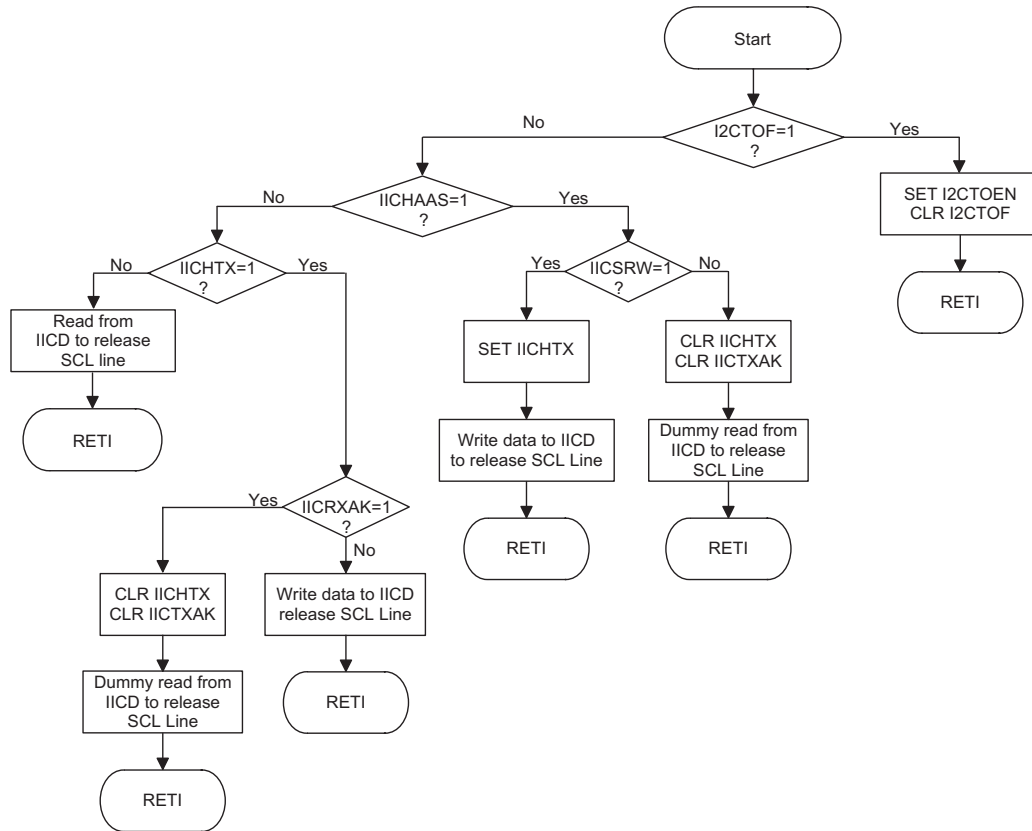 Start
I2CTOF=1
?
No
Yes
SET I2CTOEN
CLR I2CTOF
RETI
IICHAAS=1
?
No
Yes
IICHTX=1
?
No
Yes
IICSRW=1
?
Yes
No
Read from
IICD to release
SCL line
RETI
SET IICHTX
CLR IICHTX
CLR IICTXAK
Write data to IICD
to release SCL Line
Dummy read from
IICD to release
SCL Line
RETI
RETI
IICRXAK=1
?
Yes
No
CLR IICHTX
CLR IICTXAK
Write data to IICD
release SCL Line
Dummy read from
IICD to release
SCL Line
RETI
RETI